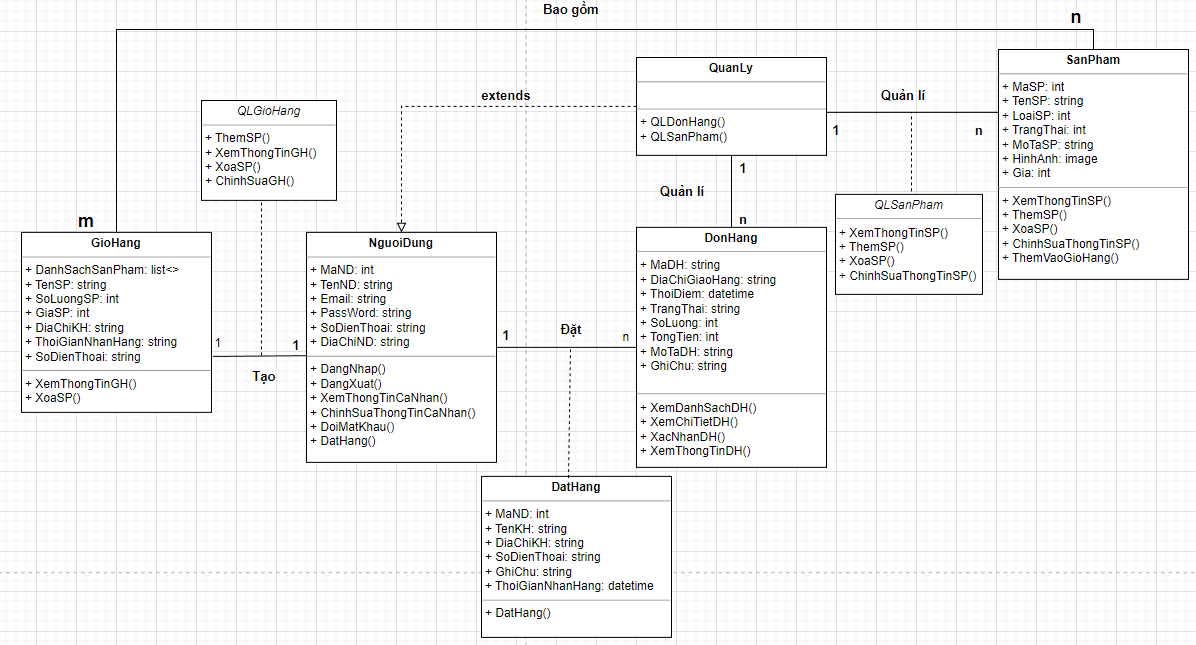 Bao gồm
n
SanPham
+ MaSP: int
+ TenSP: string
+ LoaiSP: int
+ TrangThai: int
+ MoTaSP: string
+ HinhAnh: image
+ Gia: int
+ XemThongTinSP()
+ ThemSP()
+ XoaSP()
+ ChinhSuaThongTinSP()
+ ThemVaoGioHang()
QuanLy
+ QLDonHang()
+ QLSanPham()
extends
Quản lí
1
n
QLGioHang
+ ThemSP()
+ XemThongTinGH()
+ XoaSP()
+ ChinhSuaGH()
1
Quản lí
n
QLSanPham
+ XemThongTinSP()
+ ThemSP()
+ XoaSP()
+ ChinhSuaThongTinSP()
m
GioHang
+ DanhSachSanPham: list<>
+ TenSP: string
+ SoLuongSP: int
+ GiaSP: int
+ DiaChiKH: string
+ ThoiGianNhanHang: string
+ SoDienThoai: string
+ XemThongTinGH()
+ XoaSP()
1
1
Tạo
NguoiDung
+ MaND: int
+ TenND: string
+ Email: string
+ PassWord: string
+ SoDienThoai: string
+ DiaChiND: string
+ DangNhap()
+ DangXuat()
+ XemThongTinCaNhan()
+ ChinhSuaThongTinCaNhan()
+ DoiMatKhau()
+ DatHang()
1
Đặt
n
DonHang
+ MaDH: string
+ DiaChiGiaoHang: string
+ ThoiDiem: datetime
+ TrangThai: string
+ SoLuong: int
+ TongTien: int
+ MoTaDH: string
+ GhiChu: string
+ XemDanhSachDH()
+ XemChiTietDH()
+ XacNhanDH()
+ XemThongTinDH()
DatHang
+ MaND: int
+ TenKH: string
+ DiaChiKH: string
+ SoDienThoai: string
+ GhiChu: string
+ ThoiGianNhanHang: datetime
+ DatHang()